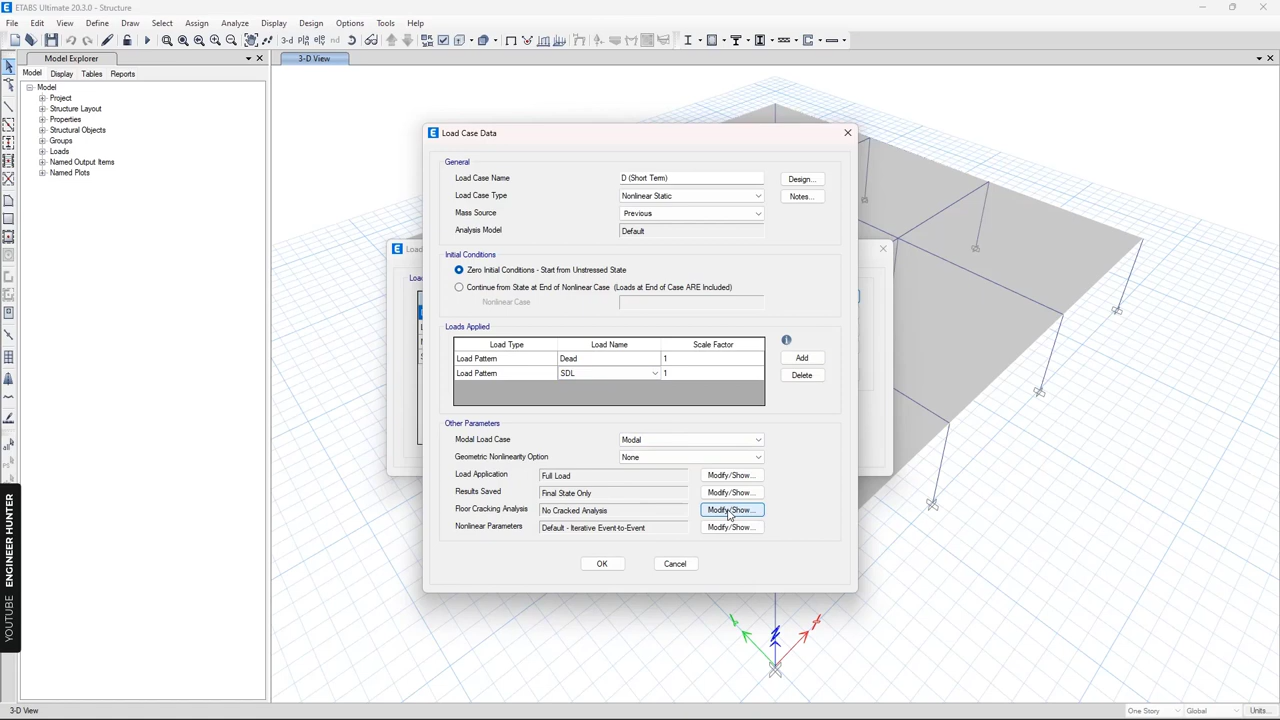 ETABS Ultimate 20.3.0 - Structure
File Edit View Define Draw Select Assign Analyze Display Design Options Tools Help
3-d
nd
Model Explorer
3-D View
Model Display Tables Reports
Model
Project
Structure Layout
Properties
Structural Objects
Groups
Loads
Named Output Items
Named Plots
Load Case Data
General
Load Case Name D (Short Term) Design...
Load Case Type Nonlinear Static Notes...
Mass Source Previous
Analysis Model Default
Initial Conditions
Zero Initial Conditions - Start from Unstressed State
Continue from State at End of Nonlinear Case (Loads at End of Case ARE Included)
Nonlinear Case
Loads Applied
Load Type Load Name Scale Factor
Load Pattern Dead 1 Add
Load Pattern SDL 1 Delete
Other Parameters
Modal Load Case Modal
Geometric Nonlinearity Option None
Load Application Full Load Modify/Show...
Results Saved Final State Only Modify/Show...
Floor Cracking Analysis No Cracked Analysis Modify/Show...
Nonlinear Parameters Default - Iterative Event-to-Event Modify/Show...
OK Cancel
YOUTUBE ENGINEER HUNTER
3-D View One Story Global Units...